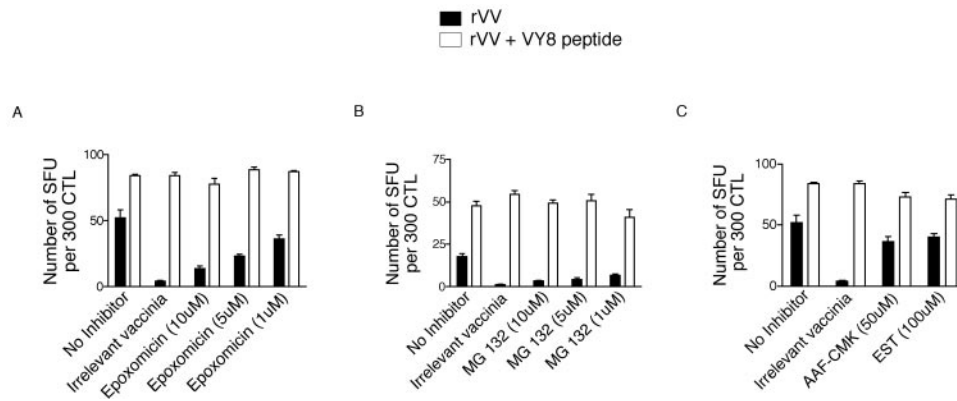 rVV
rVV + VY8 peptide
A
B
C
Number of SFU
per 300 CTL
100
50
0
No Inhibitor
Irrelevant vaccinia
Epoxomicin (10uM)
Epoxomicin (5uM)
Epoxomicin (1uM)
Number of SFU
per 300 CTL
75
50
25
0
No Inhibitor
Irrelevant vaccinia
MG 132 (10uM)
MG 132 (5uM)
MG 132 (1uM)
Number of SFU
per 300 CTL
100
50
0
No Inhibitor
Irrelevant vaccinia
AAF-CMK (50uM)
EST (100uM)